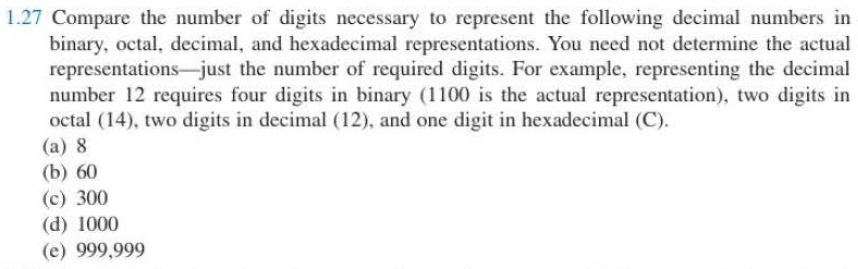 1.27 Compare the number of digits necessary to represent the following decimal numbers in
binary, octal, decimal, and hexadecimal representations. You need not determine the actual
representations—just the number of required digits. For example, representing the decimal
number 12 requires four digits in binary (1100 is the actual representation), two digits in
octal (14), two digits in decimal (12), and one digit in hexadecimal (C).
(a) 8
(b) 60
(c) 300
(d) 1000
(e) 999,999